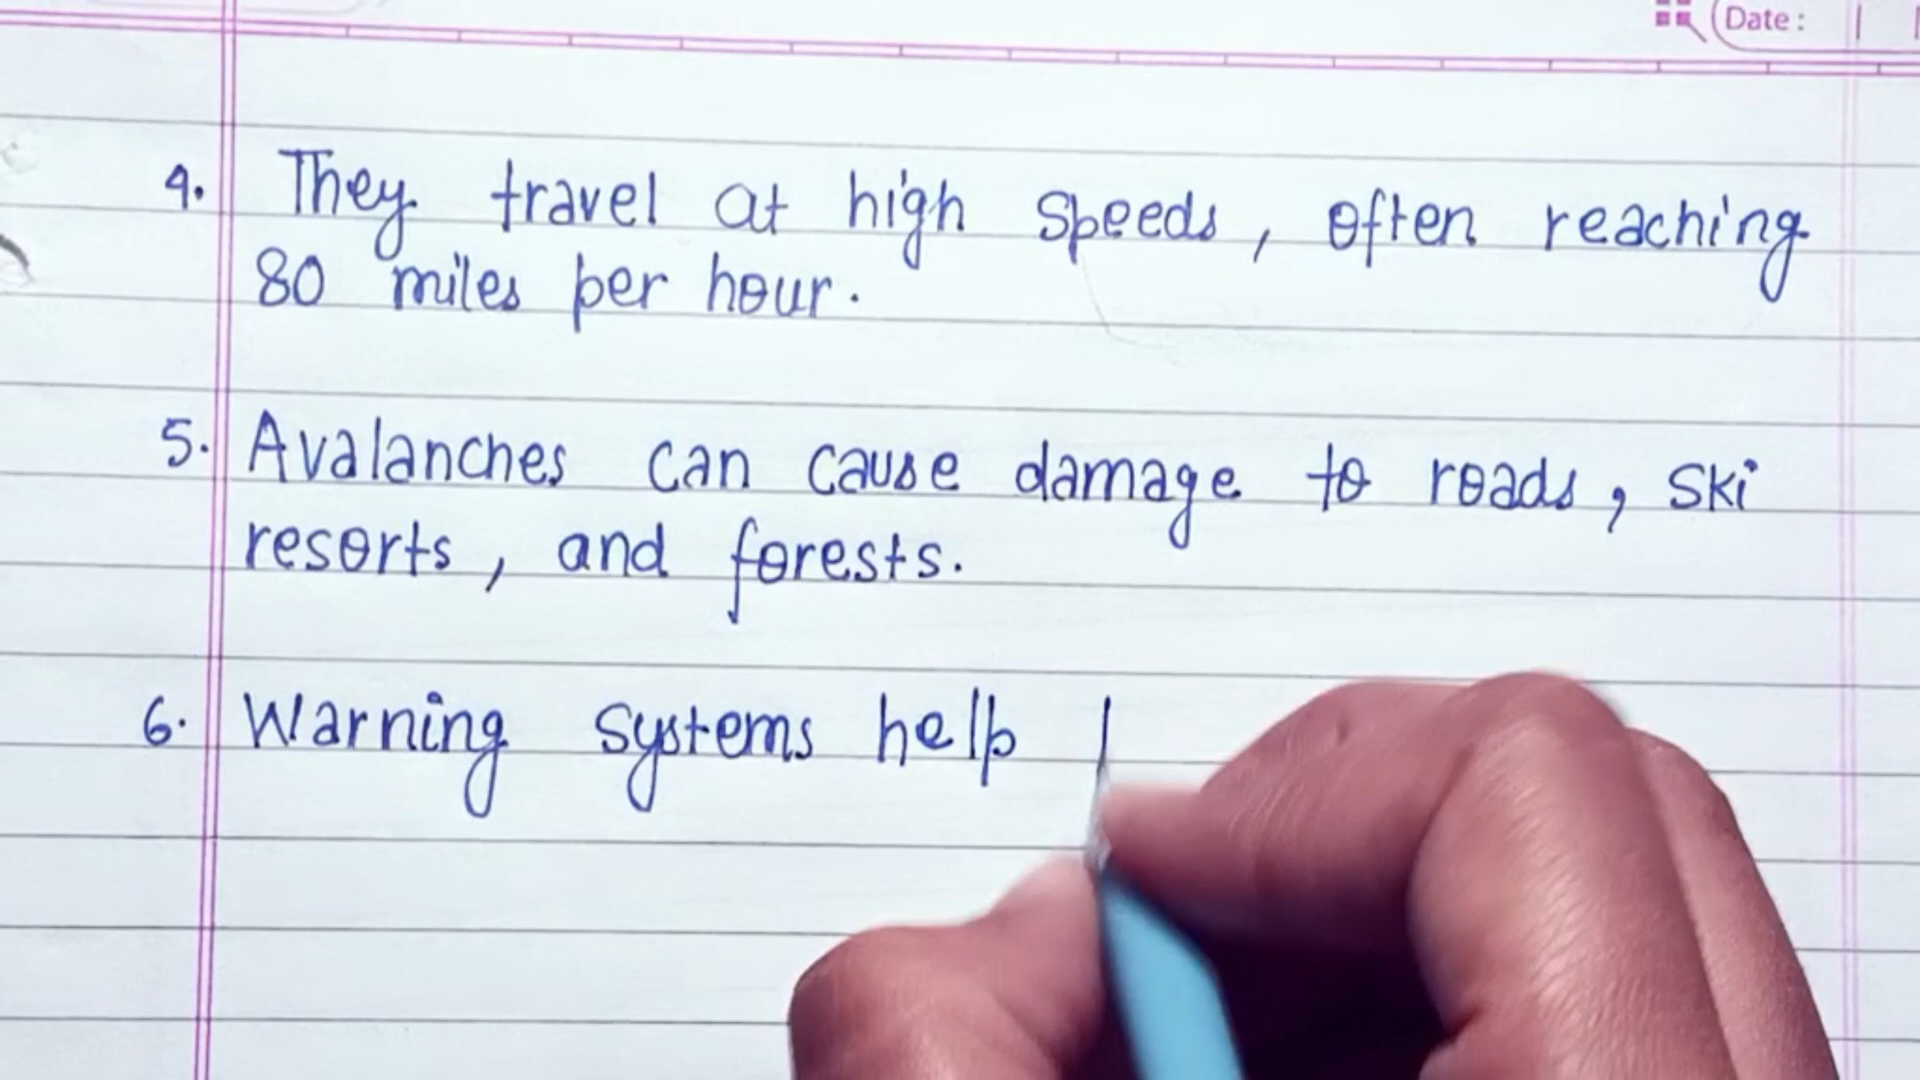 Date :
4. They travel at high speeds, often reaching
80 miles per hour.
5. Avalanches can cause damage to roads, ski
resorts, and forests.
6. Warning systems help